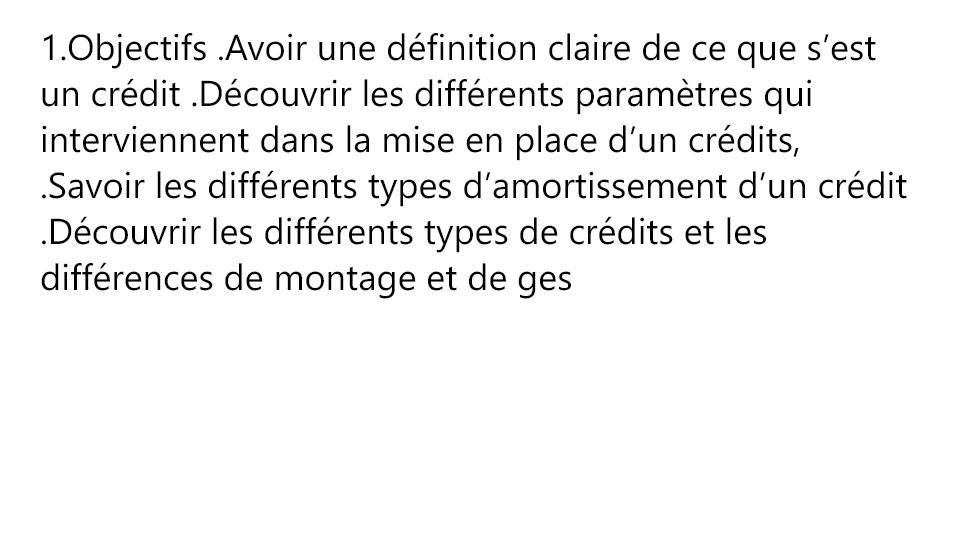 1.Objectifs .Avoir une définition claire de ce que s’est
un crédit .Découvrir les différents paramètres qui
interviennent dans la mise en place d’un crédits,
.Savoir les différents types d’amortissement d’un crédit
.Découvrir les différents types de crédits et les
différences de montage et de ges